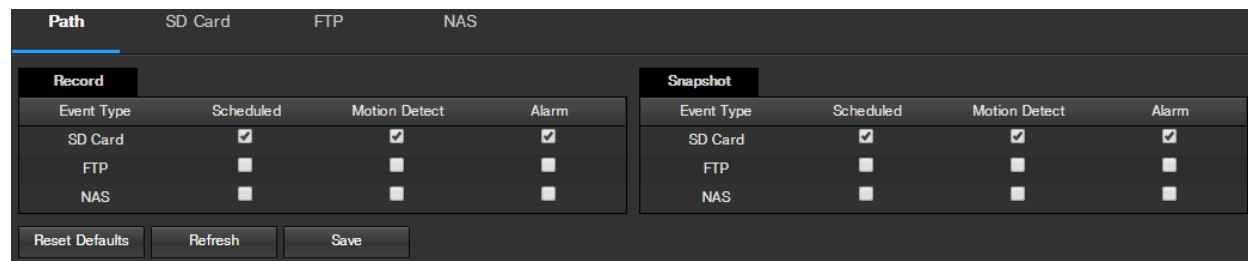 Path SD Card FTP NAS
Record
Event Type Scheduled Motion Detect Alarm
SD Card
FTP
NAS
Snapshot
Event Type Scheduled Motion Detect Alarm
SD Card
FTP
NAS
Reset Defaults Refresh Save